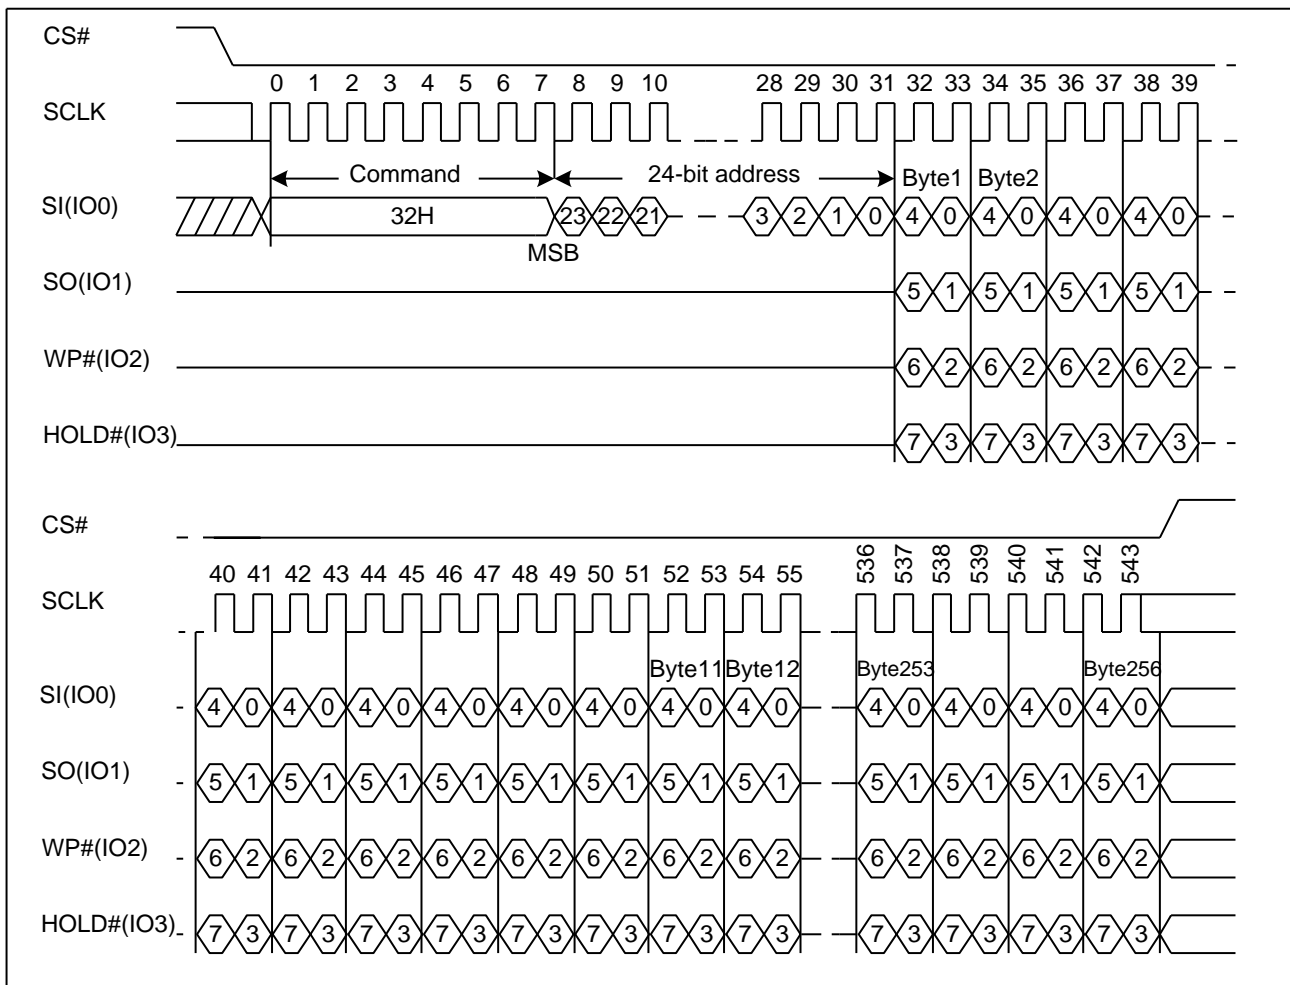 CS#
0 1 2 3 4 5 6 7 8 9 10 28 29 30 31 32 33 34 35 36 37 38 39
SCLK
Command 24-bit address Byte1 Byte2
SI(IO0) 32H 23 22 21 3 2 1 0 4 0 4 0 4 0 4 0
MSB
SO(IO1) 5 1 5 1 5 1 5 1
WP#(IO2) 6 2 6 2 6 2 6 2
HOLD#(IO3) 7 3 7 3 7 3 7 3
CS#
40 41 42 43 44 45 46 47 48 49 50 51 52 53 54 55 536 537 538 539 540 541 542 543
SCLK
Byte11 Byte12 Byte253 Byte256
SI(IO0) 4 0 4 0 4 0 4 0 4 0 4 0 4 0 4 0 4 0 4 0 4 0 4 0
SO(IO1) 5 1 5 1 5 1 5 1 5 1 5 1 5 1 5 1 5 1 5 1 5 1 5 1
WP#(IO2) 6 2 6 2 6 2 6 2 6 2 6 2 6 2 6 2 6 2 6 2 6 2 6 2
HOLD#(IO3) 7 3 7 3 7 3 7 3 7 3 7 3 7 3 7 3 7 3 7 3 7 3 7 3